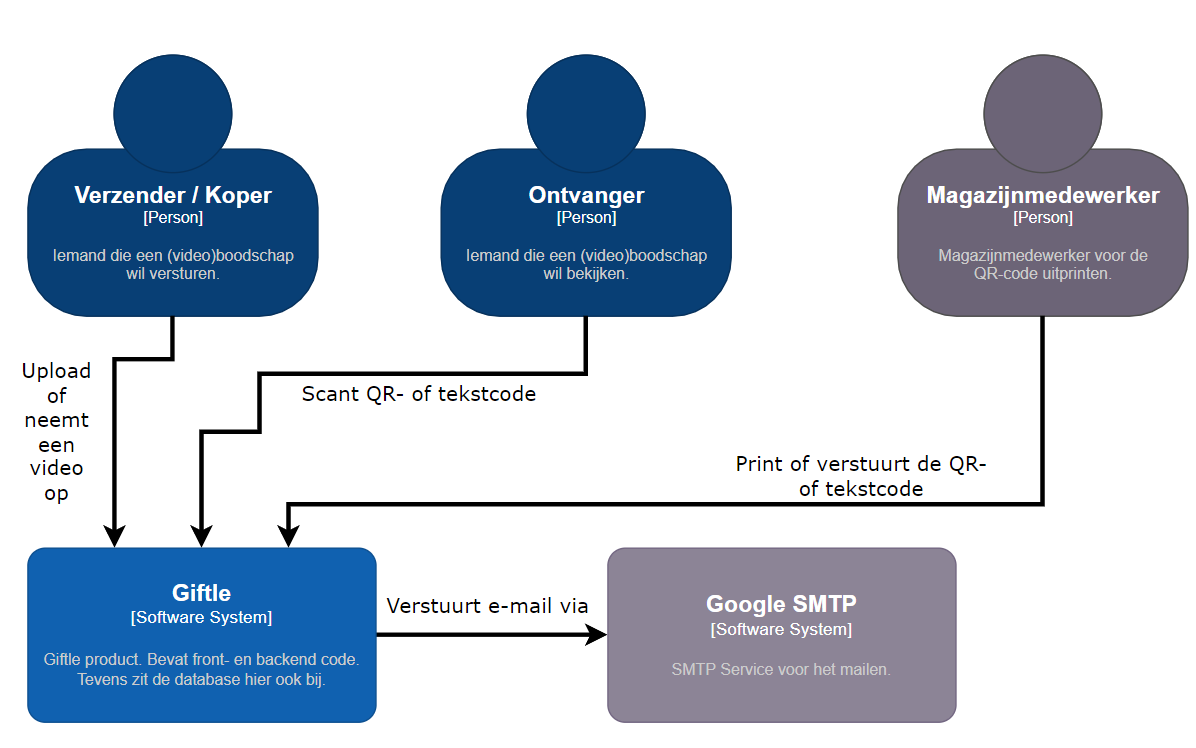 Verzender / Koper
[Person]
Iemand die een (video)boodschap
wil versturen.
Ontvanger
[Person]
Iemand die een (video)boodschap
wil bekijken.
Magazijnmedewerker
[Person]
Magazijnmedewerker voor de
QR-code uitprinten.
Upload
of
neemt
een
video
op
Scant QR- of tekstcode
Print of verstuurt de QR-
of tekstcode
Giftle
[Software System]
Giftle product. Bevat front- en backend code.
Tevens zit de database hier ook bij.
Verstuurt e-mail via
Google SMTP
[Software System]
SMTP Service voor het mailen.